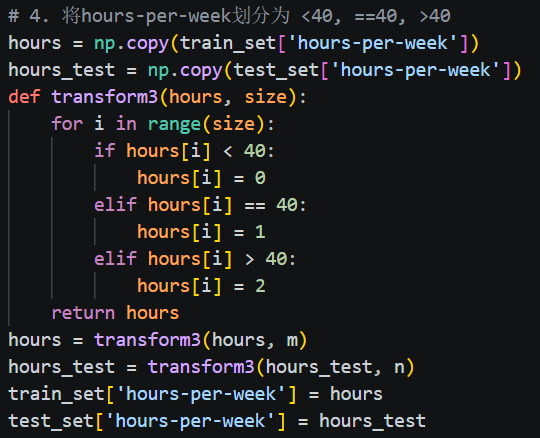 # 4. 将hours-per-week划分为 <40, ==40, >40
hours = np.copy(train_set['hours-per-week'])
hours_test = np.copy(test_set['hours-per-week'])
def transform3(hours, size):
    for i in range(size):
        if hours[i] < 40:
            hours[i] = 0
        elif hours[i] == 40:
            hours[i] = 1
        elif hours[i] > 40:
            hours[i] = 2
    return hours
hours = transform3(hours, m)
hours_test = transform3(hours_test, n)
train_set['hours-per-week'] = hours
test_set['hours-per-week'] = hours_test